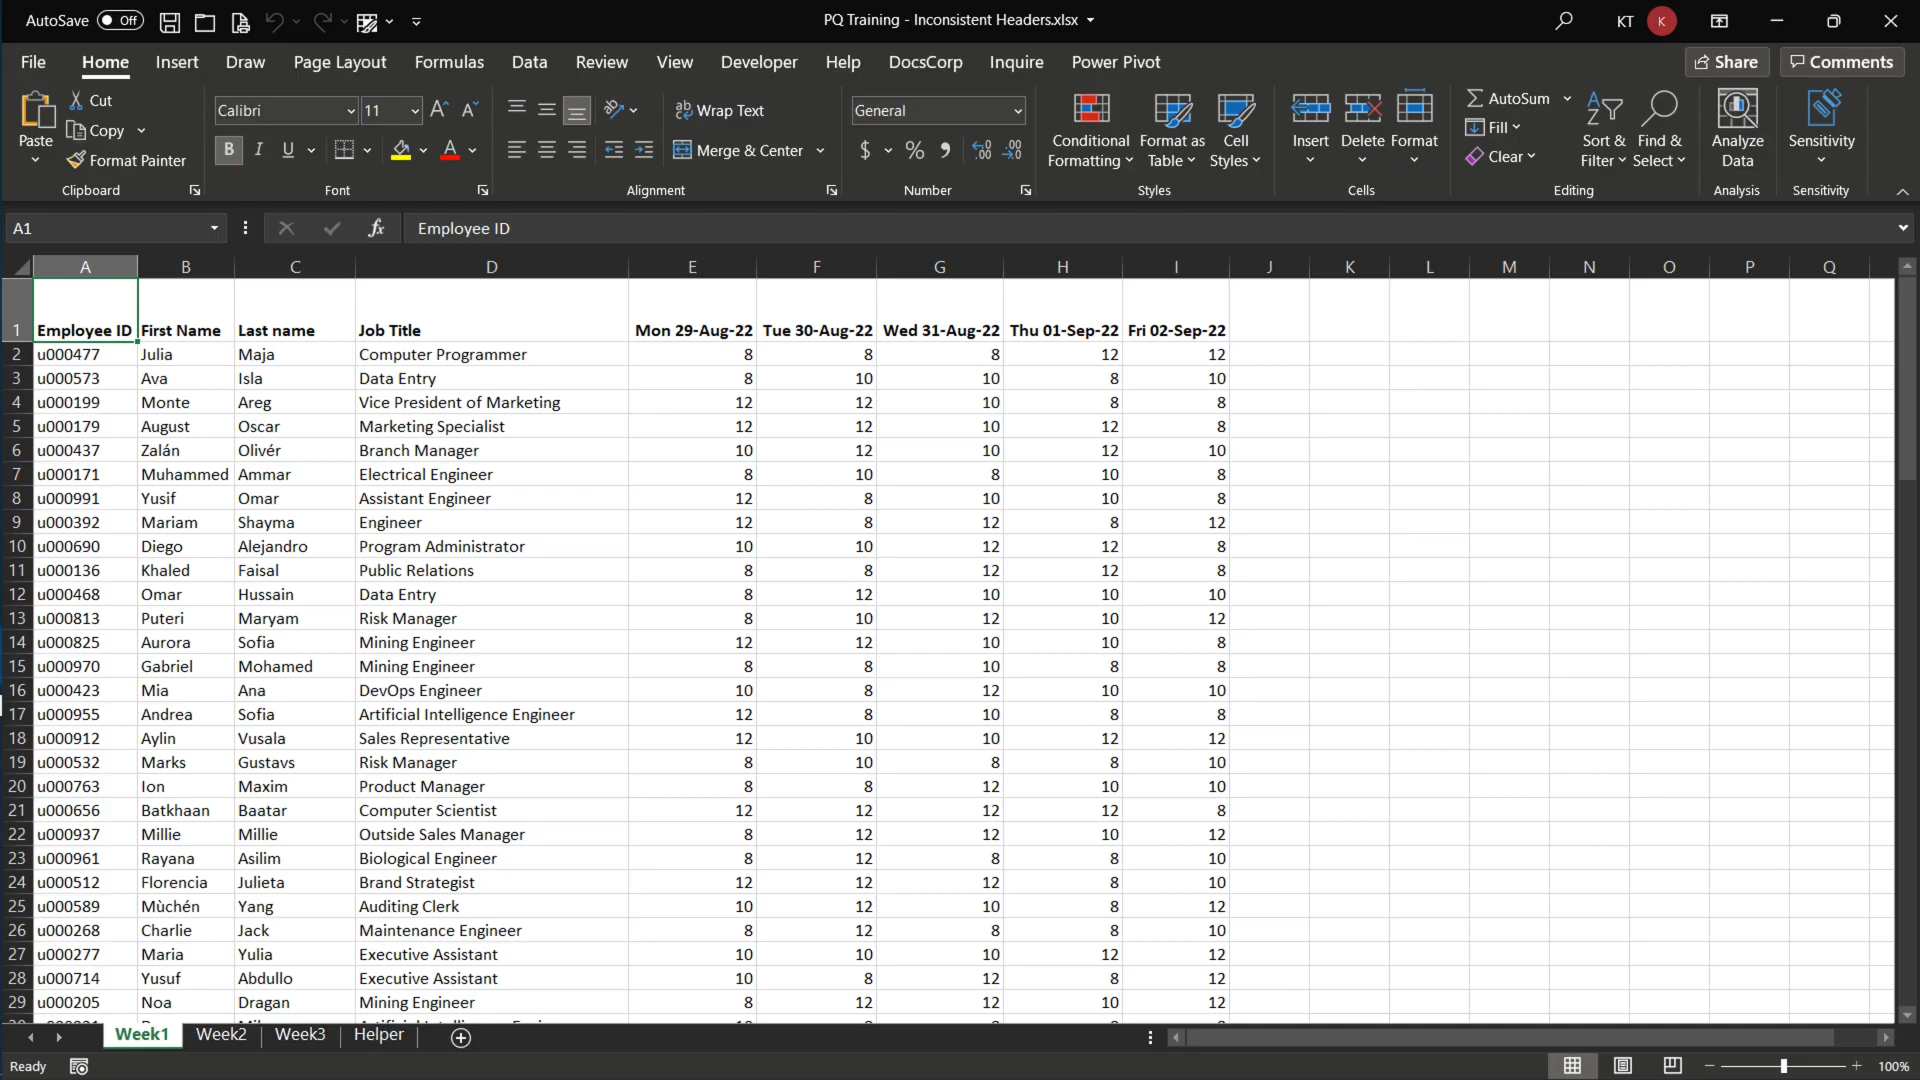 AutoSave Off
PQ Training - Inconsistent Headers.xlsx
KT K
File Home Insert Draw Page Layout Formulas Data Review View Developer Help DocsCorp Inquire Power Pivot Share Comments
Paste Cut Copy Format Painter
Calibri 11
B I U A
Wrap Text
Merge & Center
General
$ % ,
Conditional Formatting
Format as Table
Cell Styles
Insert Delete Format
AutoSum
Fill
Clear
Sort & Filter
Find & Select
Analyze Data
Sensitivity
Clipboard Font Alignment Number Styles Cells Editing Analysis Sensitivity
A1 fx Employee ID
A B C D E F G H I J K L M N O P Q
1 Employee ID First Name Last name Job Title Mon 29-Aug-22 Tue 30-Aug-22 Wed 31-Aug-22 Thu 01-Sep-22 Fri 02-Sep-22
2 u000477 Julia Maja Computer Programmer 8 8 8 12 12
3 u000573 Ava Isla Data Entry 8 10 10 8 10
4 u000199 Monte Areg Vice President of Marketing 12 12 10 8 8
5 u000179 August Oscar Marketing Specialist 12 12 10 12 8
6 u000437 Zalán Olivér Branch Manager 10 12 10 12 10
7 u000171 Muhammed Ammar Electrical Engineer 8 10 8 10 8
8 u000991 Yusif Omar Assistant Engineer 12 8 10 10 8
9 u000392 Mariam Shayma Engineer 12 8 12 8 12
10 u000690 Diego Alejandro Program Administrator 10 10 12 12 8
11 u000136 Khaled Faisal Public Relations 8 8 12 12 8
12 u000468 Omar Hussain Data Entry 8 12 10 10 10
13 u000813 Puteri Maryam Risk Manager 8 10 12 10 12
14 u000825 Aurora Sofia Mining Engineer 12 12 10 10 8
15 u000970 Gabriel Mohamed Mining Engineer 8 8 10 8 8
16 u000423 Mia Ana DevOps Engineer 10 8 12 10 10
17 u000955 Andrea Sofia Artificial Intelligence Engineer 12 8 10 8 8
18 u000912 Aylin Vusala Sales Representative 12 10 10 12 12
19 u000532 Marks Gustavs Risk Manager 8 10 8 8 10
20 u000763 Ion Maxim Product Manager 8 8 12 10 10
21 u000656 Batkhaan Baatar Computer Scientist 12 12 12 12 8
22 u000937 Millie Millie Outside Sales Manager 8 12 12 10 12
23 u000961 Rayana Asilim Biological Engineer 8 12 8 8 10
24 u000512 Florencia Julieta Brand Strategist 12 12 12 8 10
25 u000589 Mùchén Yang Auditing Clerk 10 12 10 8 12
26 u000268 Charlie Jack Maintenance Engineer 8 12 8 8 10
27 u000277 Maria Yulia Executive Assistant 10 10 10 12 12
28 u000714 Yusuf Abdullo Executive Assistant 10 8 12 8 12
29 u000205 Noa Dragan Mining Engineer 8 12 12 10 12
Week1 Week2 Week3 Helper
Ready 100%